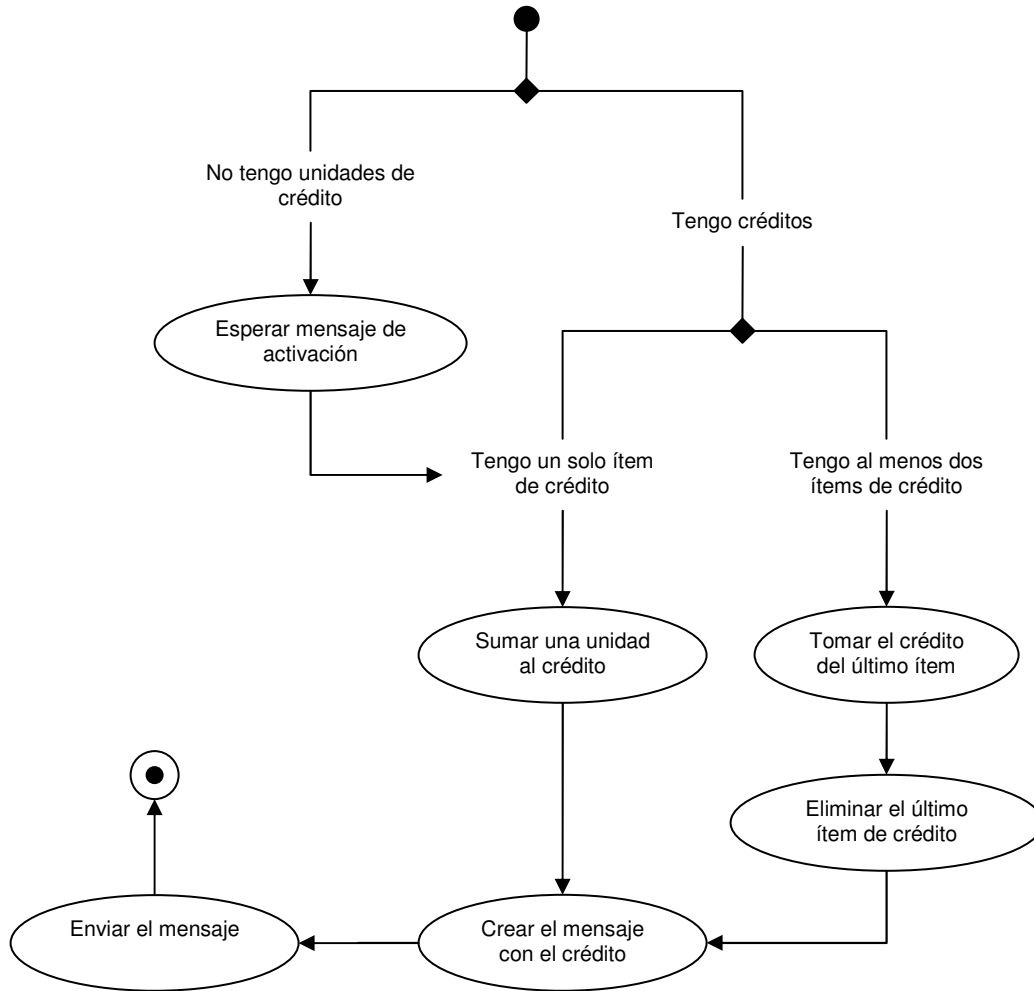 No tengo unidades de
crédito
Tengo créditos
Esperar mensaje de
activación
Tengo un solo ítem
de crédito
Tengo al menos dos
ítems de crédito
Sumar una unidad
al crédito
Tomar el crédito
del último ítem
Eliminar el último
ítem de crédito
Enviar el mensaje
Crear el mensaje
con el crédito